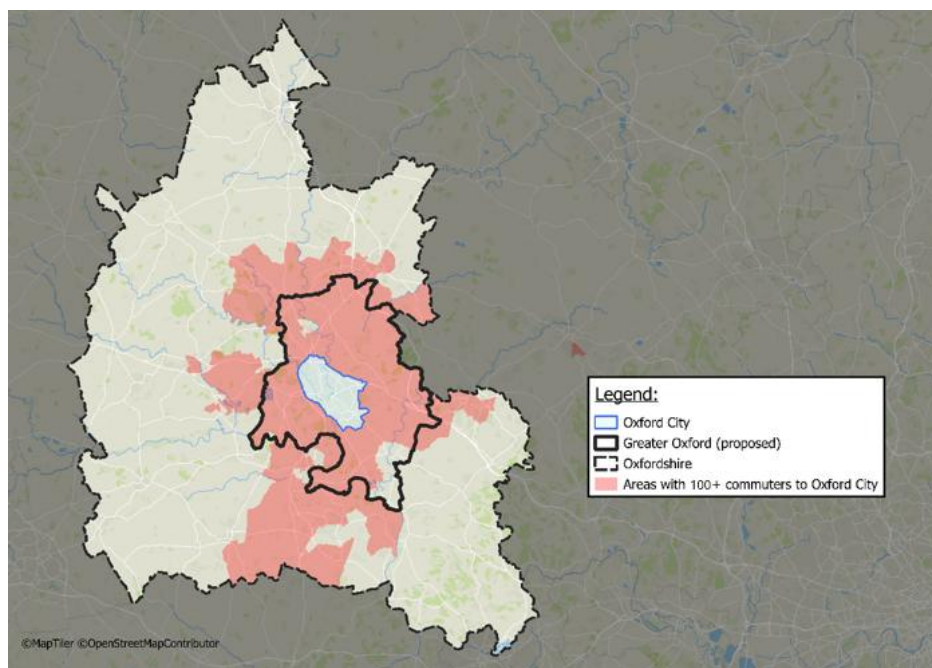 Legend:
Oxford City
Greater Oxford (proposed)
Oxfordshire
Areas with 100+ commuters to Oxford City
©MapTiler ©OpenStreetMapContributor